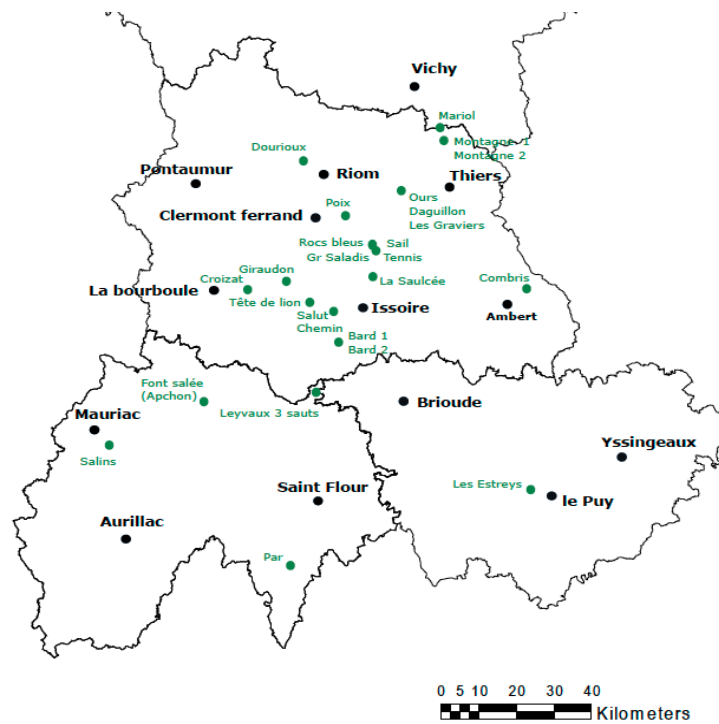 Vichy
Mariol
Montagne 1
Montagne 2
Dourioux
Riom
Pontaumur
Thiers
Ours
Daguillon
Les Graviers
Poix
Clermont ferrand
Rocs bleus
Sail
Gr Saladis
Tennis
Giraudon
La Saulcée
Croizat
Combris
La bourboule
Tête de lion
Issoire
Ambert
Salut
Chemin
Bard 1
Bard 2
Font salée
(Apchon)
Leyvaux 3 sauts
Brioude
Mauriac
Salins
Yssingeaux
Saint Flour
Les Estreys
le Puy
Aurillac
Par
0 5 10 20 30 40
Kilometers